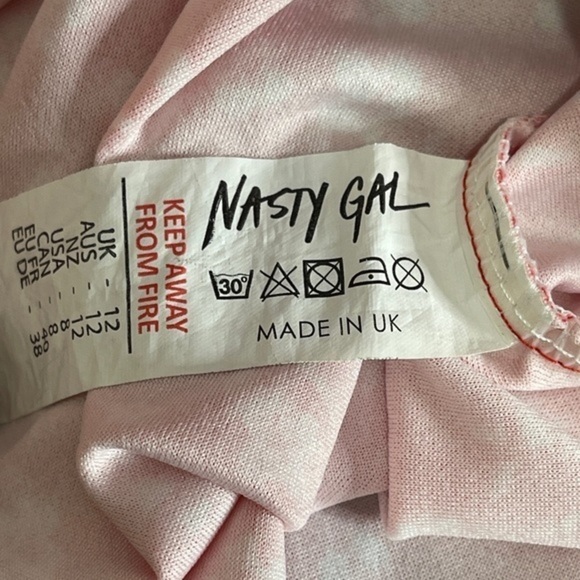 NASTY GAL
30°
MADE IN UK
KEEP AWAY
FROM FIRE
UK - 12
AUS - 12
NZ - 12
USA - 8
CAN - 8
EU FR - 40
EU DE - 38